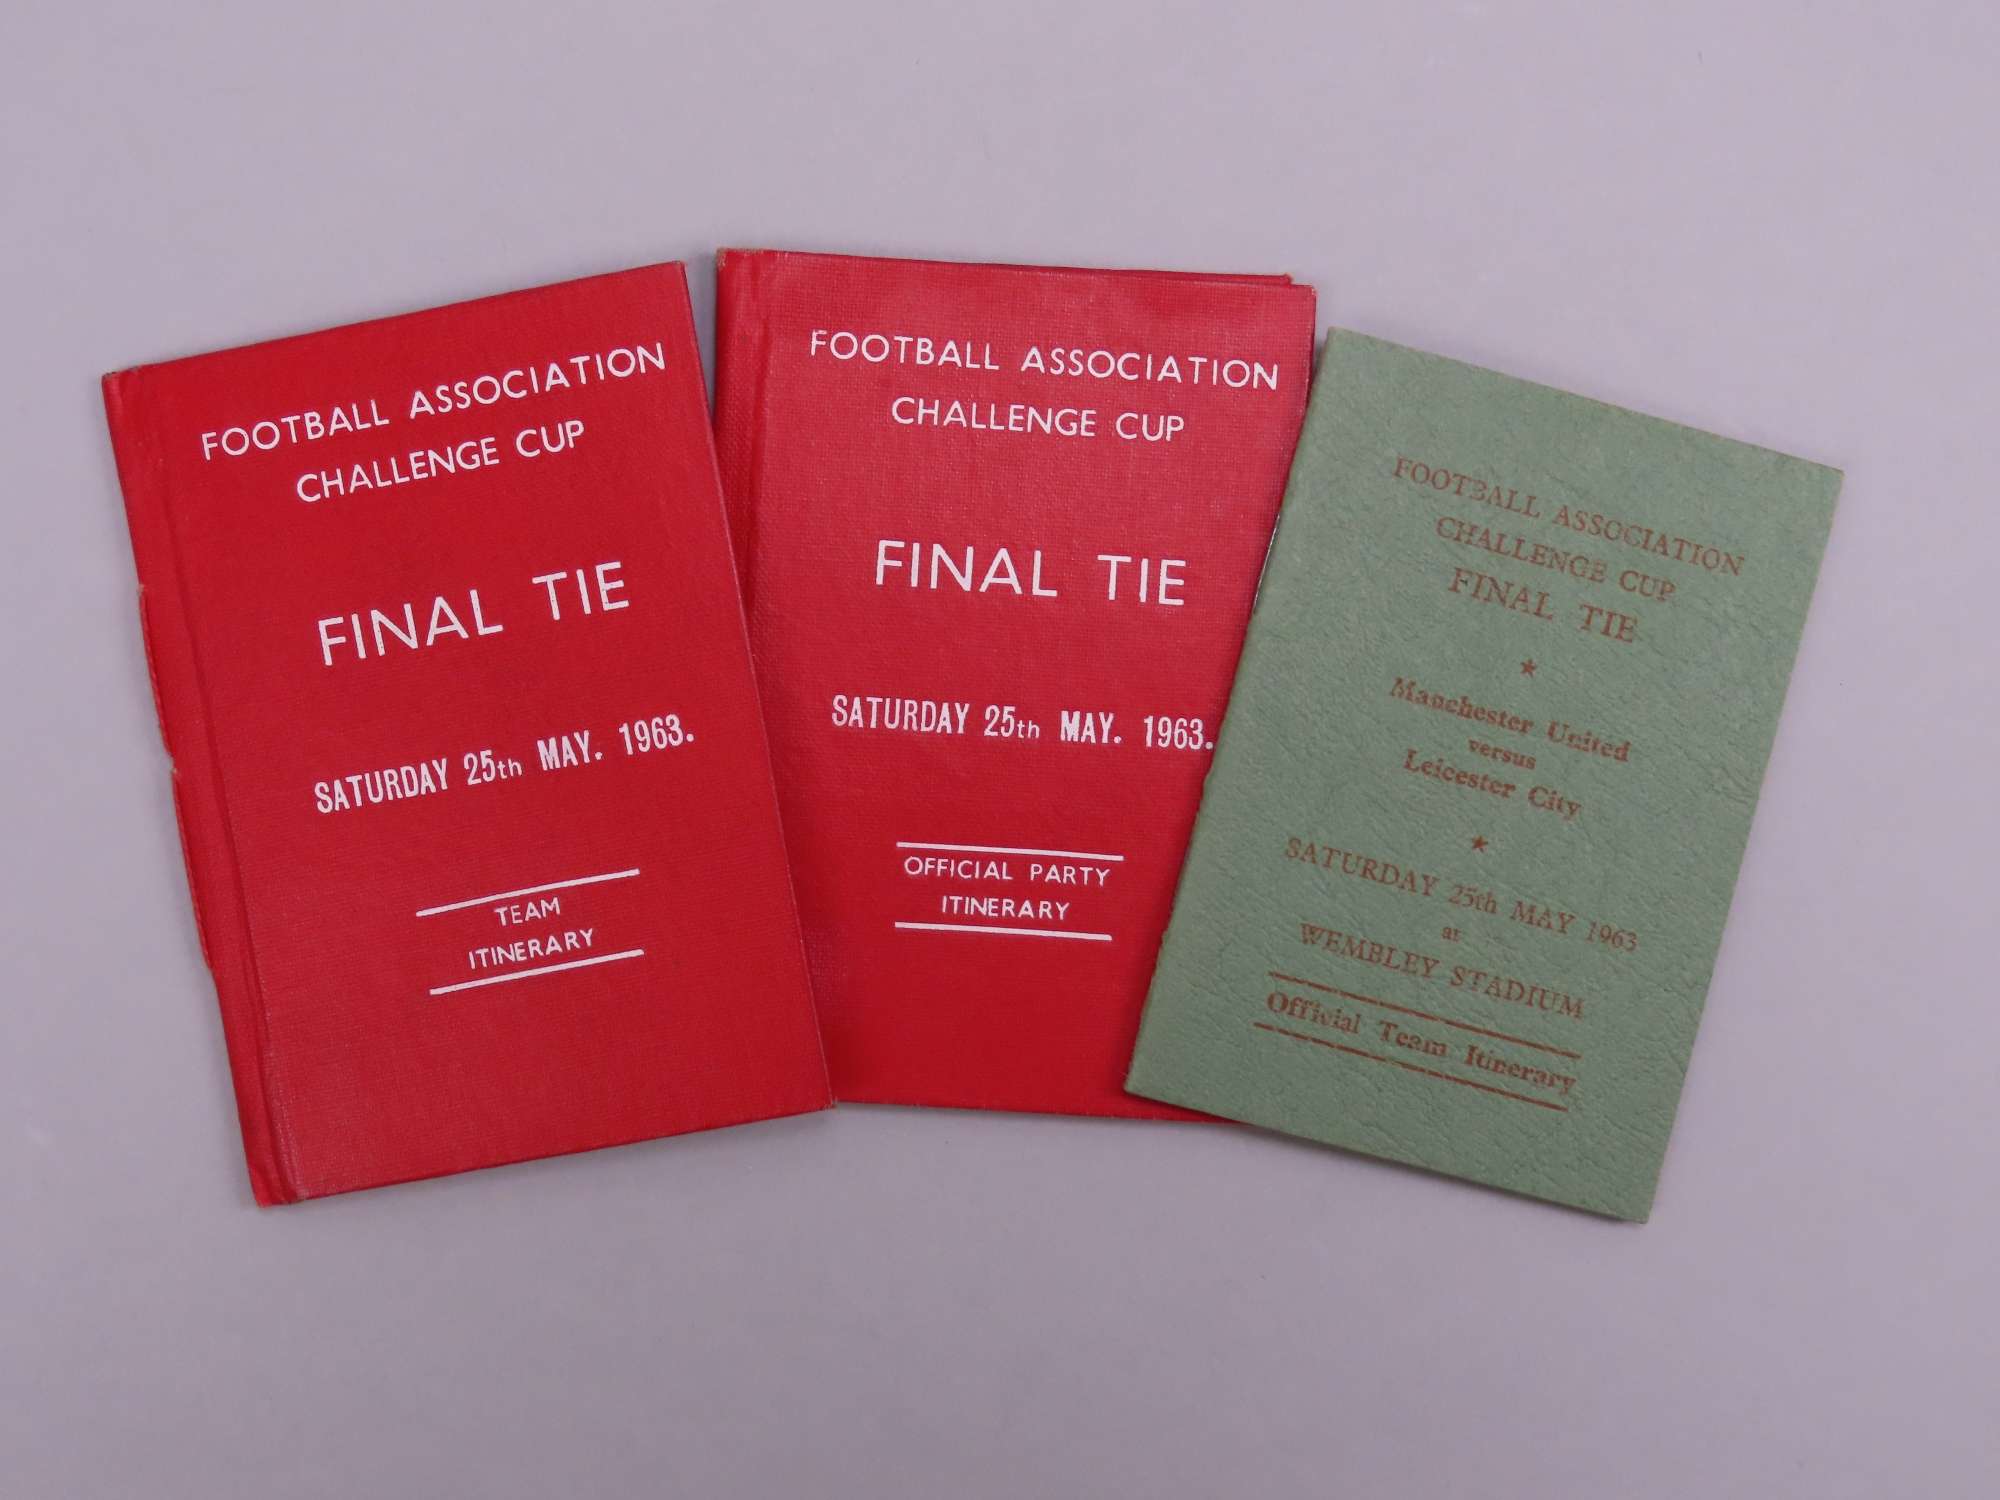 FOOTBALL ASSOCIATION
CHALLENGE CUP
FINAL TIE
SATURDAY 25th MAY. 1963.
TEAM
ITINERARY
FOOTBALL ASSOCIATION
CHALLENGE CUP
FINAL TIE
SATURDAY 25th MAY. 1963.
OFFICIAL PARTY
ITINERARY
FOOTBALL ASSOCIATION
CHALLENGE CUP
FINAL TIE
★
Manchester United
versus
Leicester City
★
SATURDAY 25th MAY 1963
at
WEMBLEY STADIUM
Official Team Itinerary